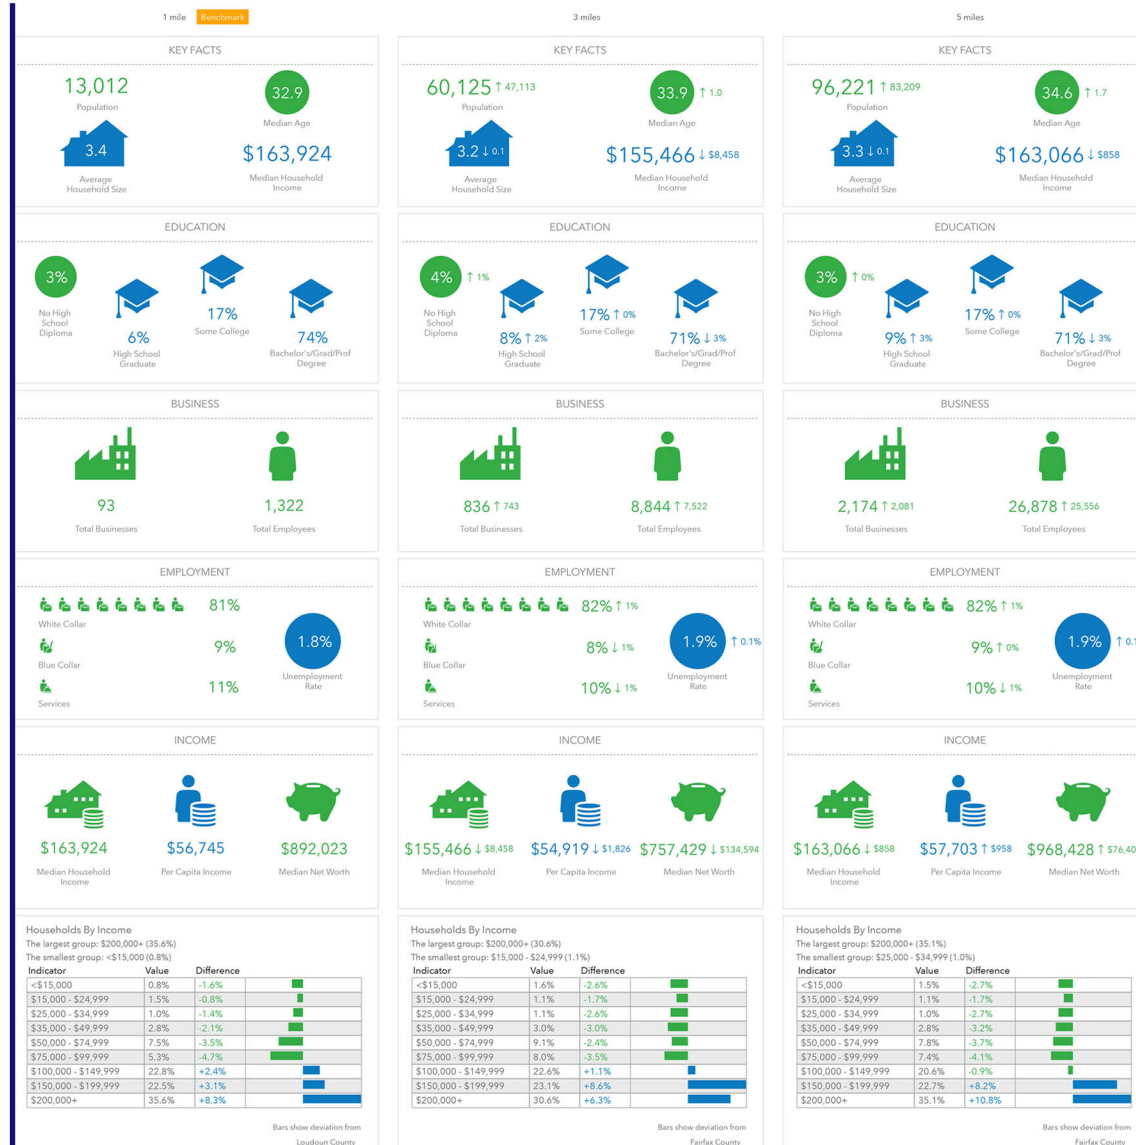 1 mile Benchmark
KEY FACTS
13,012
Population
32.9
Median Age
3.4
Average
Household Size
$163,924
Median Household
Income
EDUCATION
3%
No High
School
Diploma
6%
High School
Graduate
17%
Some College
74%
Bachelor's/Grad/Prof
Degree
BUSINESS
93
Total Businesses
1,322
Total Employees
EMPLOYMENT
81%
White Collar
9%
Blue Collar
11%
Services
1.8%
Unemployment
Rate
INCOME
$163,924
Median Household
Income
$56,745
Per Capita Income
$892,023
Median Net Worth
Households By Income
The largest group: $200,000+ (35.6%)
The smallest group: <$15,000 (0.8%)
Indicator Value Difference
<$15,000 0.8% -1.6%
$15,000 - $24,999 1.5% -0.8%
$25,000 - $34,999 1.0% -1.4%
$35,000 - $49,999 2.8% -2.1%
$50,000 - $74,999 7.5% -3.5%
$75,000 - $99,999 5.3% -4.7%
$100,000 - $149,999 22.8% +2.4%
$150,000 - $199,999 22.5% +3.1%
$200,000+ 35.6% +8.3%
Bars show deviation from
Loudoun County
3 miles
KEY FACTS
60,125 ↑ 47,113
Population
33.9 ↑ 1.0
Median Age
3.2 ↓ 0.1
Average
Household Size
$155,466 ↓ $8,458
Median Household
Income
EDUCATION
4% ↑ 1%
No High
School
Diploma
8% ↑ 2%
High School
Graduate
17% ↑ 0%
Some College
71% ↓ 3%
Bachelor's/Grad/Prof
Degree
BUSINESS
836 ↑ 743
Total Businesses
8,844 ↑ 7,522
Total Employees
EMPLOYMENT
82% ↑ 1%
White Collar
8% ↓ 1%
Blue Collar
10% ↓ 1%
Services
1.9% ↑ 0.1%
Unemployment
Rate
INCOME
$155,466 ↓ $8,458
Median Household
Income
$54,919 ↓ $1,826
Per Capita Income
$757,429 ↓ $134,594
Median Net Worth
Households By Income
The largest group: $200,000+ (30.6%)
The smallest group: $15,000 - $24,999 (1.1%)
Indicator Value Difference
<$15,000 1.6% -2.6%
$15,000 - $24,999 1.1% -1.7%
$25,000 - $34,999 1.1% -2.6%
$35,000 - $49,999 3.0% -3.0%
$50,000 - $74,999 9.1% -2.4%
$75,000 - $99,999 8.0% -3.5%
$100,000 - $149,999 22.6% +1.1%
$150,000 - $199,999 23.1% +8.6%
$200,000+ 30.6% +6.3%
Bars show deviation from
Fairfax County
5 miles
KEY FACTS
96,221 ↑ 83,209
Population
34.6 ↑ 1.7
Median Age
3.3 ↓ 0.1
Average
Household Size
$163,066 ↓ $858
Median Household
Income
EDUCATION
3% ↑ 0%
No High
School
Diploma
9% ↑ 3%
High School
Graduate
17% ↑ 0%
Some College
71% ↓ 3%
Bachelor's/Grad/Prof
Degree
BUSINESS
2,174 ↑ 2,081
Total Businesses
26,878 ↑ 25,556
Total Employees
EMPLOYMENT
82% ↑ 1%
White Collar
9% ↑ 0%
Blue Collar
10% ↓ 1%
Services
1.9% ↑ 0.1
Unemployment
Rate
INCOME
$163,066 ↓ $858
Median Household
Income
$57,703 ↑ $958
Per Capita Income
$968,428 ↑ $76,40
Median Net Worth
Households By Income
The largest group: $200,000+ (35.1%)
The smallest group: $25,000 - $34,999 (1.0%)
Indicator Value Difference
<$15,000 1.5% -2.7%
$15,000 - $24,999 1.1% -1.7%
$25,000 - $34,999 1.0% -2.7%
$35,000 - $49,999 2.8% -3.2%
$50,000 - $74,999 7.8% -3.7%
$75,000 - $99,999 7.4% -4.1%
$100,000 - $149,999 20.6% -0.9%
$150,000 - $199,999 22.7% +8.2%
$200,000+ 35.1% +10.8%
Bars show deviation from
Fairfax County